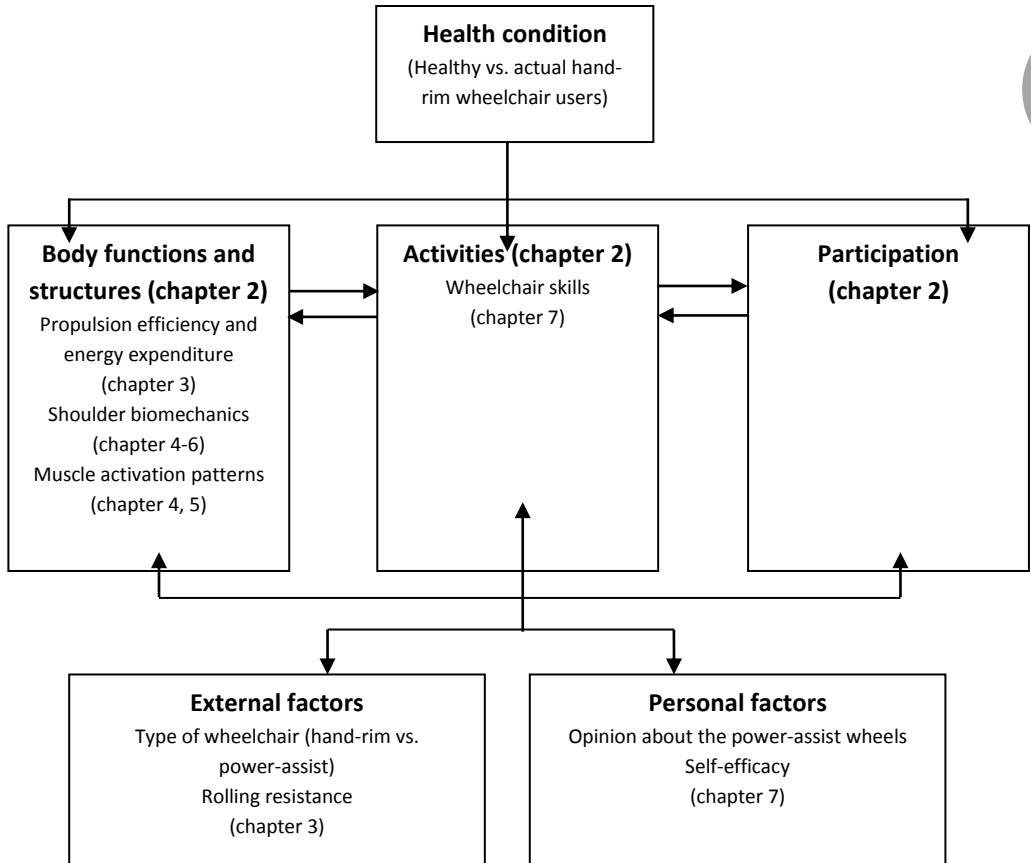 Health condition
(Healthy vs. actual hand-
rim wheelchair users)
Body functions and
structures (chapter 2)
Propulsion efficiency and
energy expenditure
(chapter 3)
Shoulder biomechanics
(chapter 4-6)
Muscle activation patterns
(chapter 4, 5)
Activities (chapter 2)
Wheelchair skills
(chapter 7)
Participation
(chapter 2)
External factors
Type of wheelchair (hand-rim vs.
power-assist)
Rolling resistance
(chapter 3)
Personal factors
Opinion about the power-assist wheels
Self-efficacy
(chapter 7)